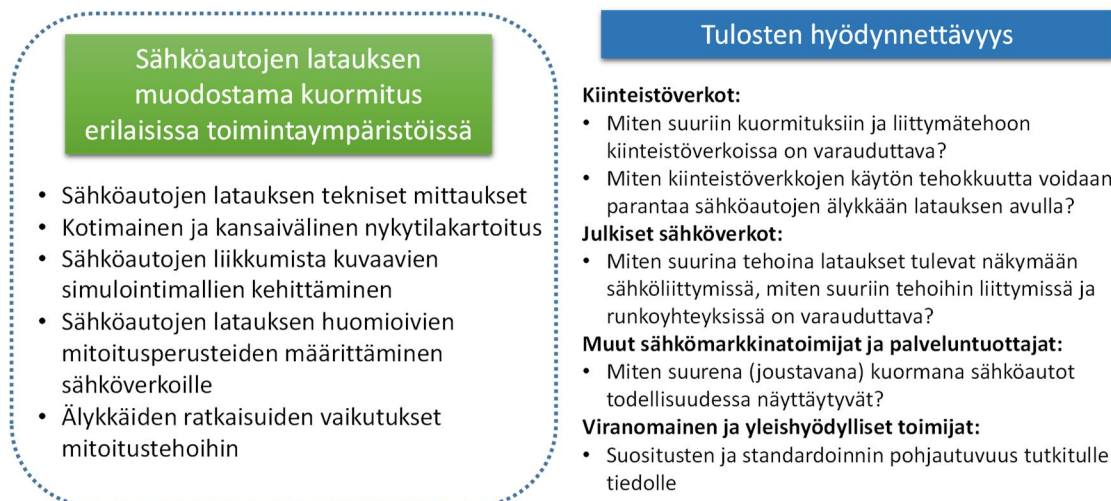 Sähköautojen latauksen
muodostama kuormitus
erilaisissa toimintaympäristöissä
• Sähköautojen latauksen tekniset mittaukset
• Kotimainen ja kansaivälinen nykytilakartoitus
• Sähköautojen liikkumista kuvaavien
simulointimallien kehittäminen
• Sähköautojen latauksen huomioivien
mitoitusperusteiden määrittäminen
sähköverkoille
• Älykkäiden ratkaisuiden vaikutukset
mitoitustehoihin
Tulosten hyödynnettävyys
Kiinteistöverkot:
• Miten suuriin kuormituksiin ja liittymätehoon
kiinteistöverkoissa on varauduttava?
• Miten kiinteistöverkkojen käytön tehokkuutta voidaan
parantaa sähköautojen älykkään latauksen avulla?
Julkiset sähköverkot:
• Miten suurina tehoina lataukset tulevat näkymään
sähköliittymissä, miten suuriin tehoihin liittymissä ja
runkoyhteyksissä on varauduttava?
Muut sähkömarkkinatoimijat ja palveluntuottajat:
• Miten suurena (joustavana) kuormana sähköautot
todellisuudessa näyttäytyvät?
Viranomainen ja yleishyödylliset toimijat:
• Suositusten ja standardoinnin pohjautuvuus tutkitulle
tiedolle